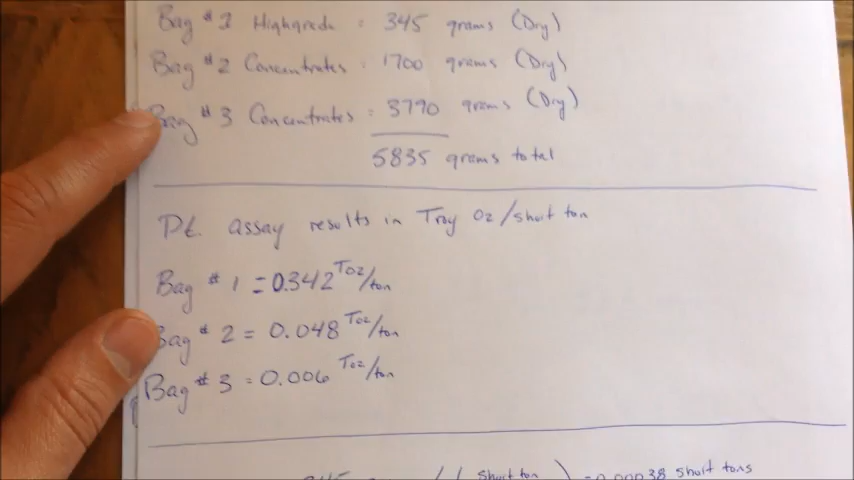 Bag # 1 Highgrade : 345 grams (Dry)
Bag # 2 Concentrates : 1700 grams (Dry)
Bag # 3 Concentrates : 3790 grams (Dry)
5835 grams total
Pt. assay results in Troy Oz/short ton
Bag # 1 = 0.342 Toz/ton
Bag # 2 = 0.048 Toz/ton
Bag # 3 = 0.006 Toz/ton
345 (1 short ton) = 0.00038 short tons